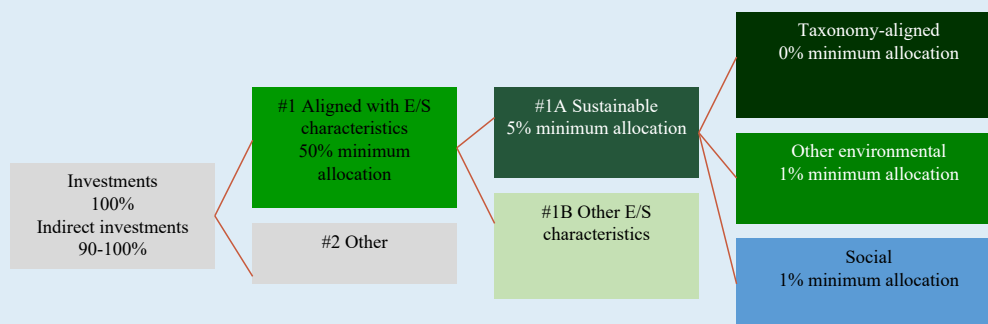 Investments
100%
Indirect investments
90-100%
#1 Aligned with E/S
characteristics
50% minimum
allocation
#2 Other
#1A Sustainable
5% minimum allocation
#1B Other E/S
characteristics
Taxonomy-aligned
0% minimum allocation
Other environmental
1% minimum allocation
Social
1% minimum allocation